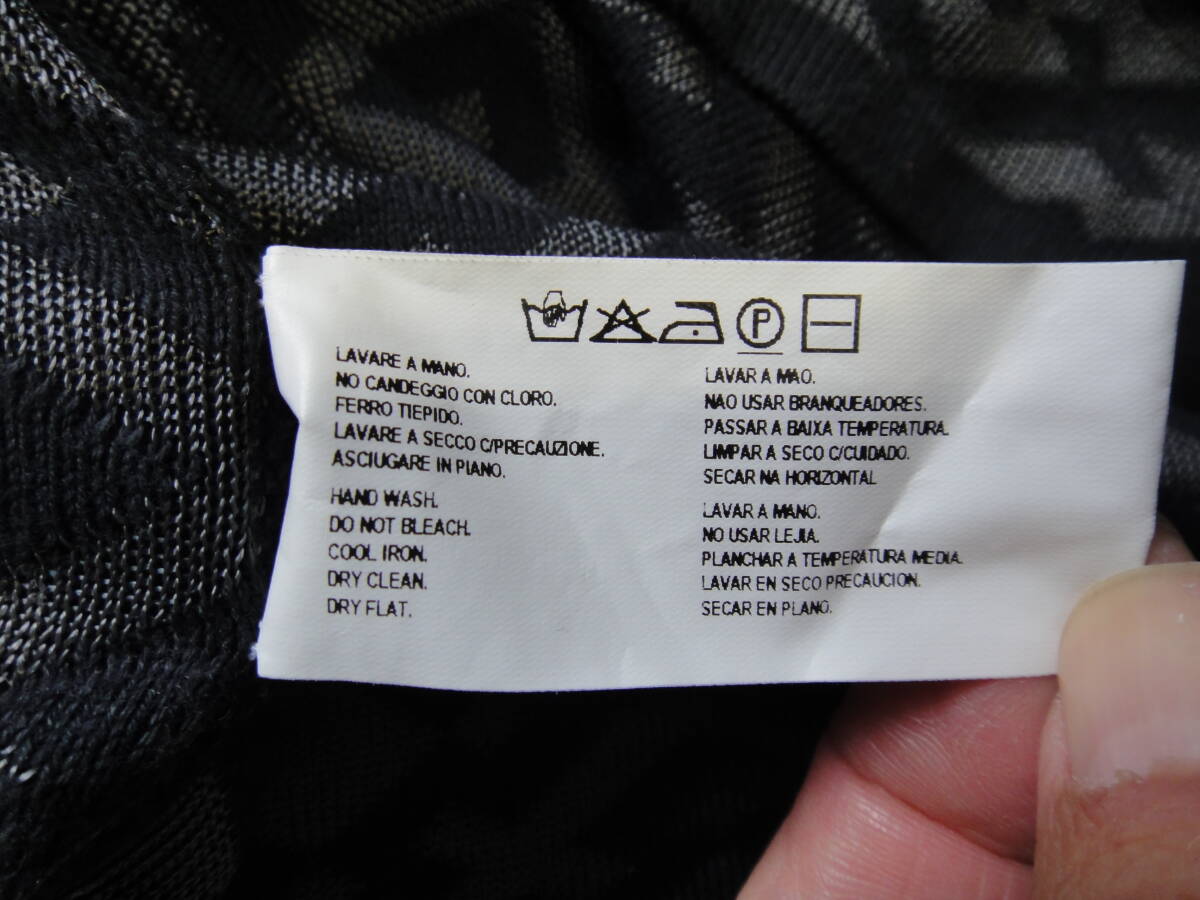 P
LAVARE A MANO.
NO CANDEGGIO CON CLORO.
FERRO TIEPIDO.
LAVARE A SECCO C/PRECAUZIONE.
ASCIUGARE IN PIANO.
HAND WASH.
DO NOT BLEACH.
COOL IRON.
DRY CLEAN.
DRY FLAT.
LAVAR A MAO.
NAO USAR BRANQUEADORES.
PASSAR A BAIXA TEMPERATURA.
LIMPAR A SECO C/CUIDADO.
SECAR NA HORIZONTAL
LAVAR A MANO.
NO USAR LEJIA.
PLANCHAR A TEMPERATURA MEDIA.
LAVAR EN SECO PRECAUCION.
SECAR EN PLANO.